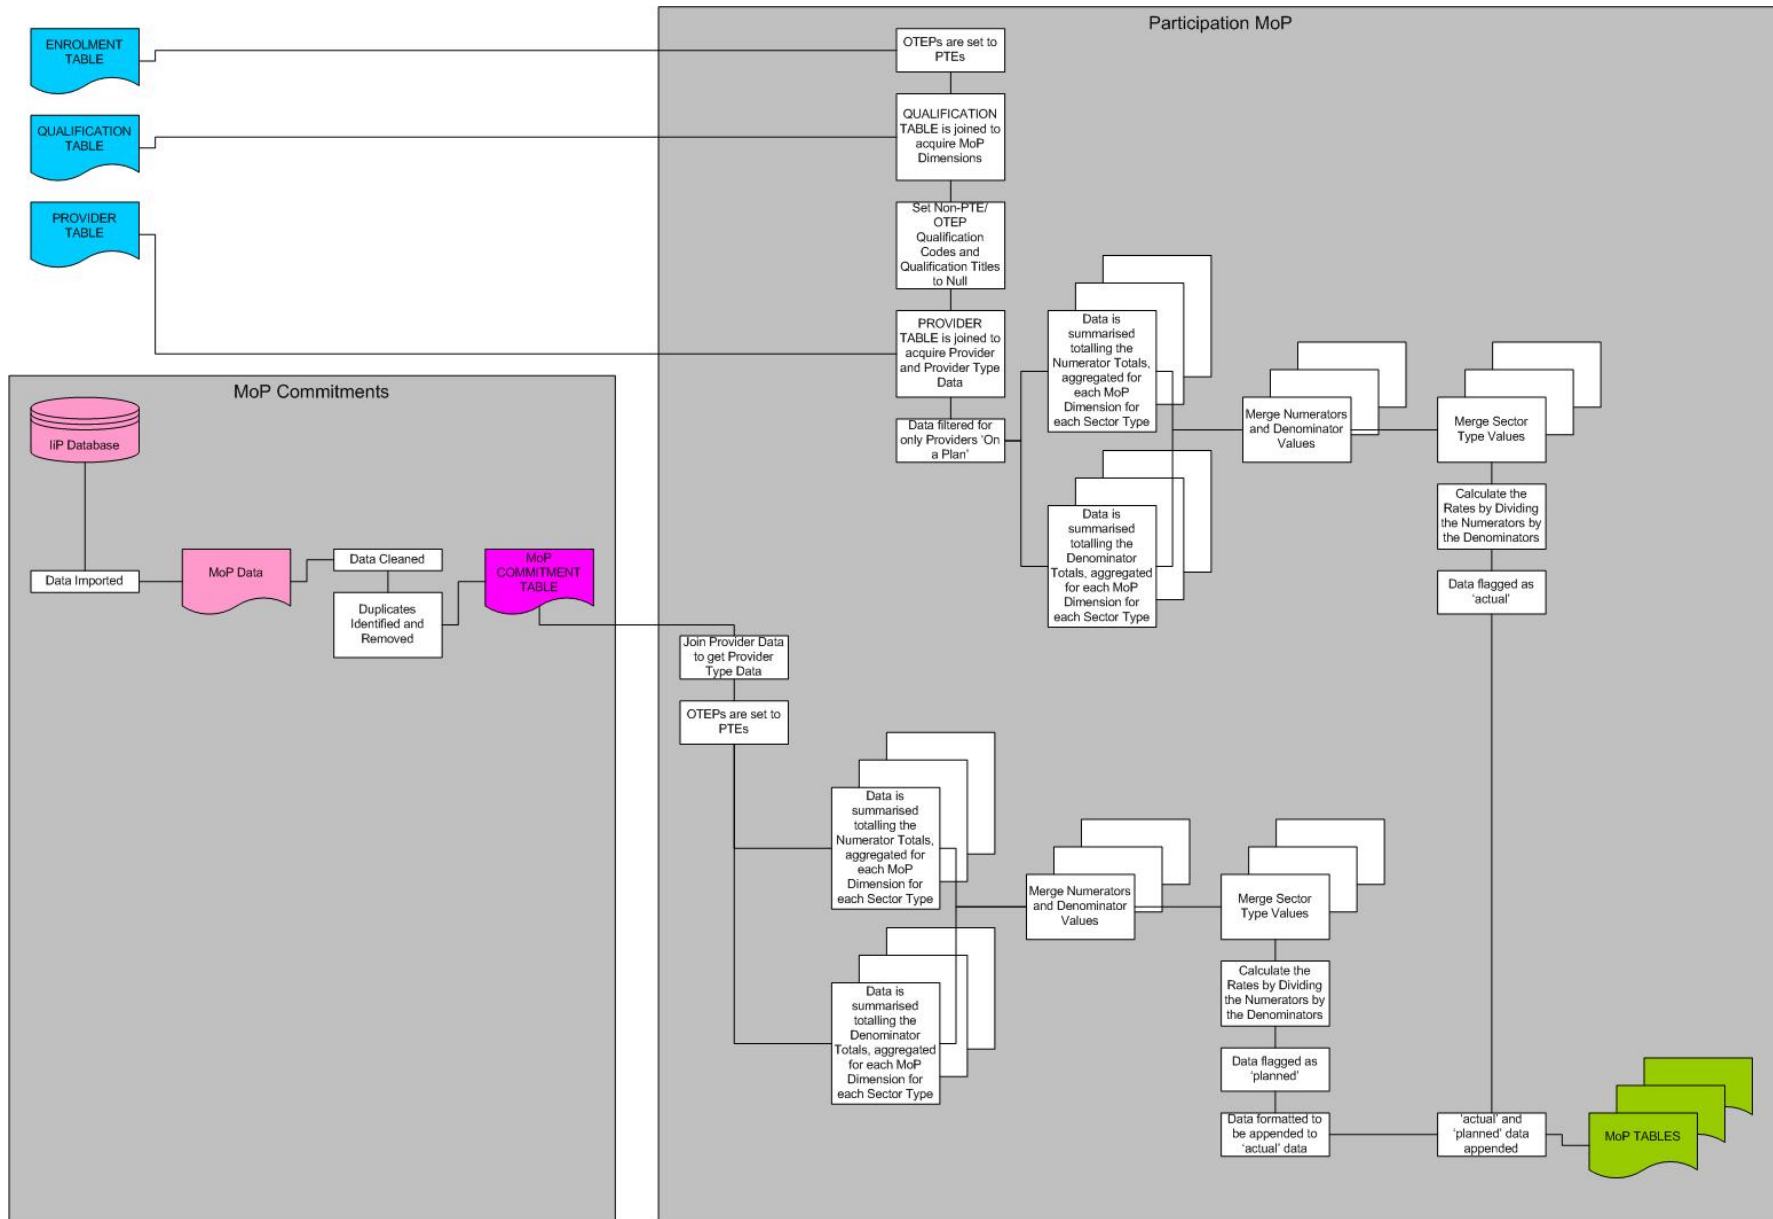 Participation MoP
ENROLMENT
TABLE
OTEPs are set to
PTEs
QUALIFICATION
TABLE
QUALIFICATION
TABLE is joined to
acquire MoP
Dimensions
PROVIDER
TABLE
Set Non-PTE/
OTEP
Qualification
Codes and
Qualification Titles
to Null
PROVIDER
TABLE is joined to
acquire Provider
and Provider Type
Data
Data filtered for
only Providers ‘On
a Plan’
Data is
summarised
totalling the
Numerator Totals,
aggregated for
each MoP
Dimension for
each Sector Type
Data is
summarised
totalling the
Denominator
Totals, aggregated
for each MoP
Dimension for
each Sector Type
Merge Numerators
and Denominator
Values
Merge Sector
Type Values
Calculate the
Rates by Dividing
the Numerators by
the Denominators
Data flagged as
‘actual’
MoP Commitments
IiP Database
Data Imported
MoP Data
Data Cleaned
Duplicates
Identified and
Removed
MoP
COMMITMENT
TABLE
Join Provider Data
to get Provider
Type Data
OTEPs are set to
PTEs
Data is
summarised
totalling the
Numerator Totals,
aggregated for
each MoP
Dimension for
each Sector Type
Data is
summarised
totalling the
Denominator
Totals, aggregated
for each MoP
Dimension for
each Sector Type
Merge Numerators
and Denominator
Values
Merge Sector
Type Values
Calculate the
Rates by Dividing
the Numerators by
the Denominators
Data flagged as
‘planned’
Data formatted to
be appended to
‘actual’ data
‘actual’ and
‘planned’ data
appended
MoP TABLES